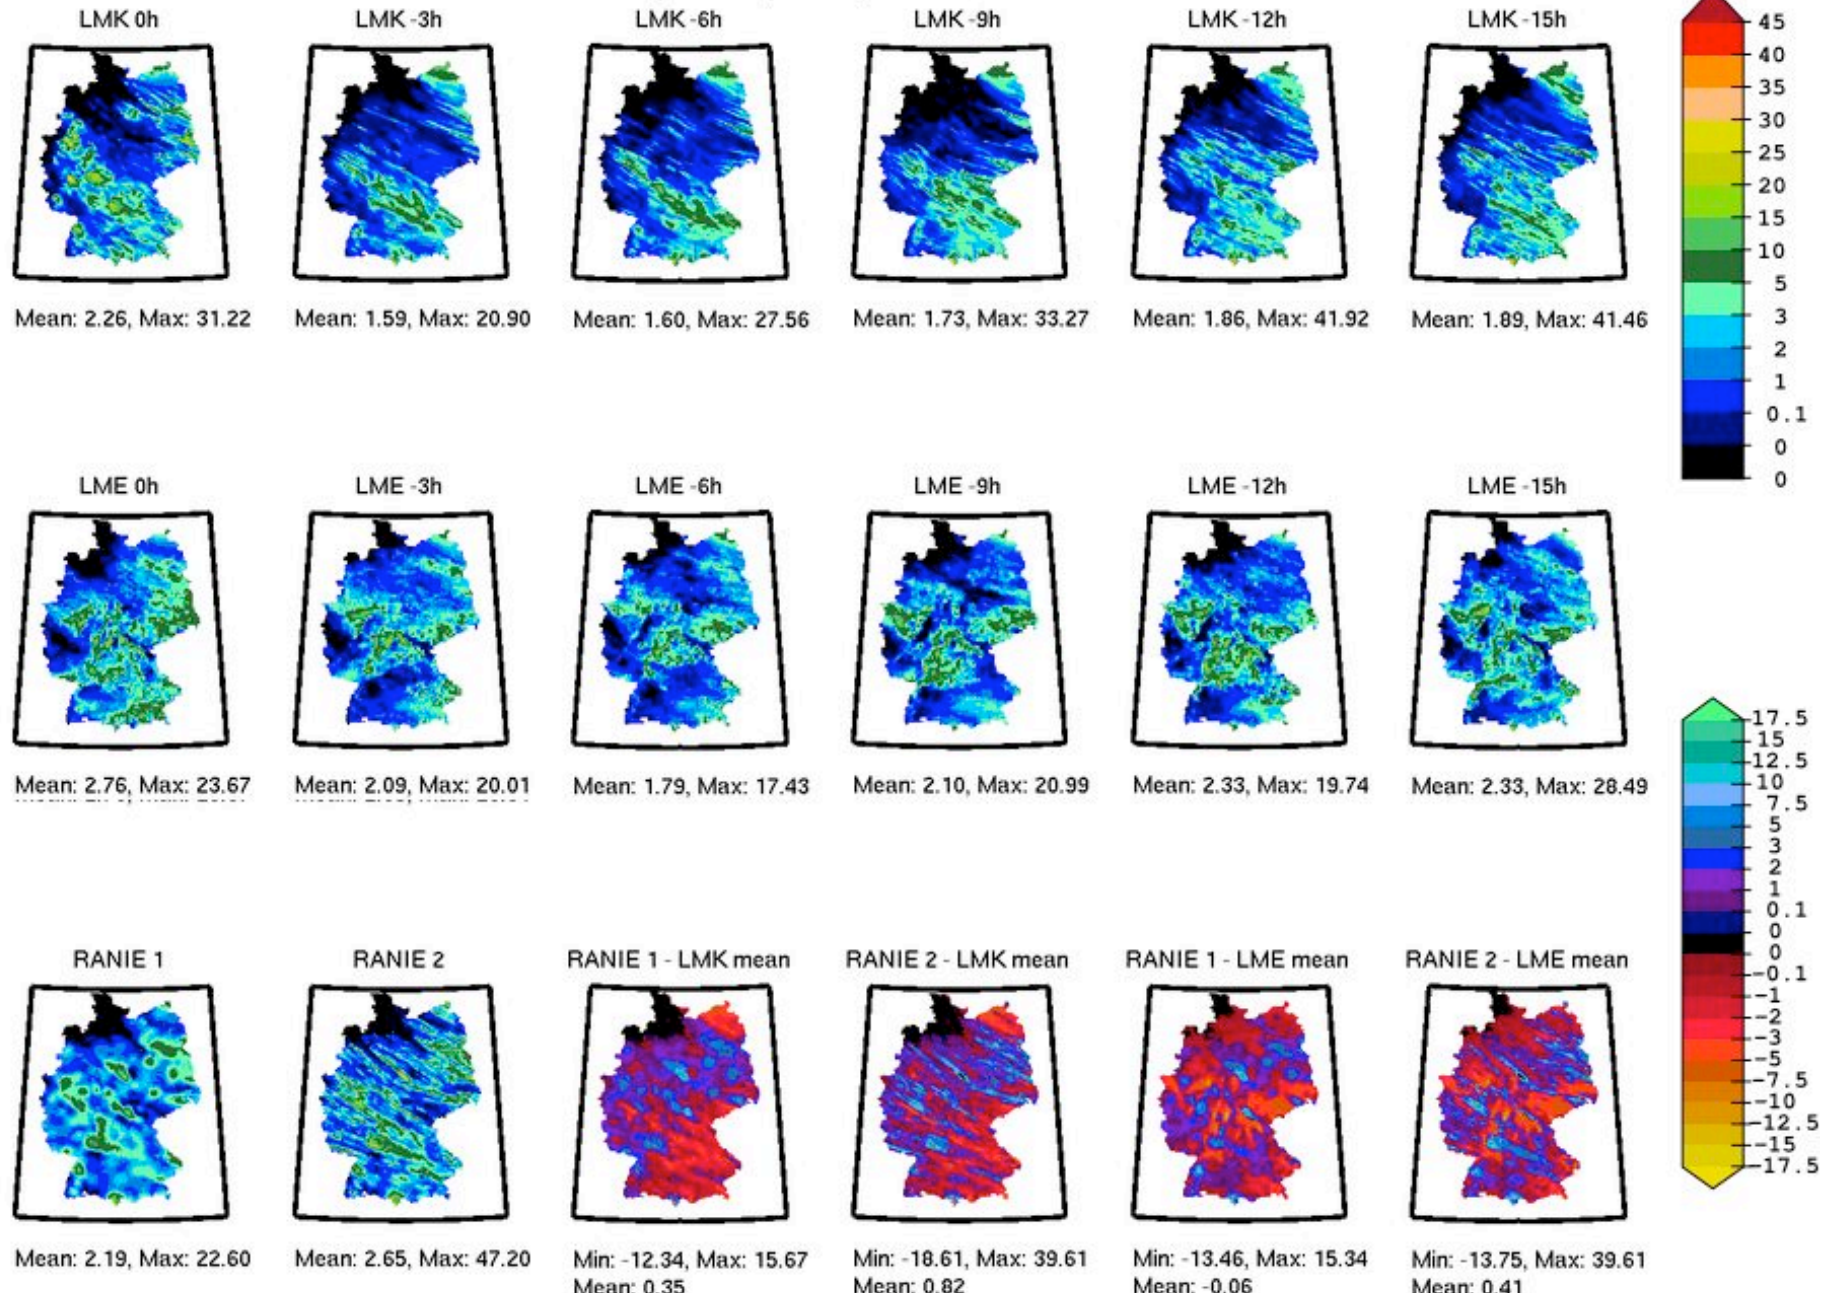 LMK 0h
LMK -3h
LMK -6h
LMK -9h
LMK -12h
LMK -15h
Mean: 2.26, Max: 31.22
Mean: 1.59, Max: 20.90
Mean: 1.60, Max: 27.56
Mean: 1.73, Max: 33.27
Mean: 1.86, Max: 41.92
Mean: 1.89, Max: 41.46
45
40
35
30
25
20
15
10
5
3
2
1
0.1
0
0
LME 0h
LME -3h
LME -6h
LME -9h
LME -12h
LME -15h
Mean: 2.76, Max: 23.67
Mean: 2.09, Max: 20.01
Mean: 1.79, Max: 17.43
Mean: 2.10, Max: 20.99
Mean: 2.33, Max: 19.74
Mean: 2.33, Max: 28.49
17.5
15
12.5
10
7.5
5
3
2
1
0.1
0
0
-0.1
-1
-2
-3
-5
-7.5
-10
-12.5
-15
-17.5
RANIE 1
RANIE 2
RANIE 1 - LMK mean
RANIE 2 - LMK mean
RANIE 1 - LME mean
RANIE 2 - LME mean
Mean: 2.19, Max: 22.60
Mean: 2.65, Max: 47.20
Min: -12.34, Max: 15.67
Mean: 0.35
Min: -18.61, Max: 39.61
Mean: 0.82
Min: -13.46, Max: 15.34
Mean: -0.06
Min: -13.75, Max: 39.61
Mean: 0.41